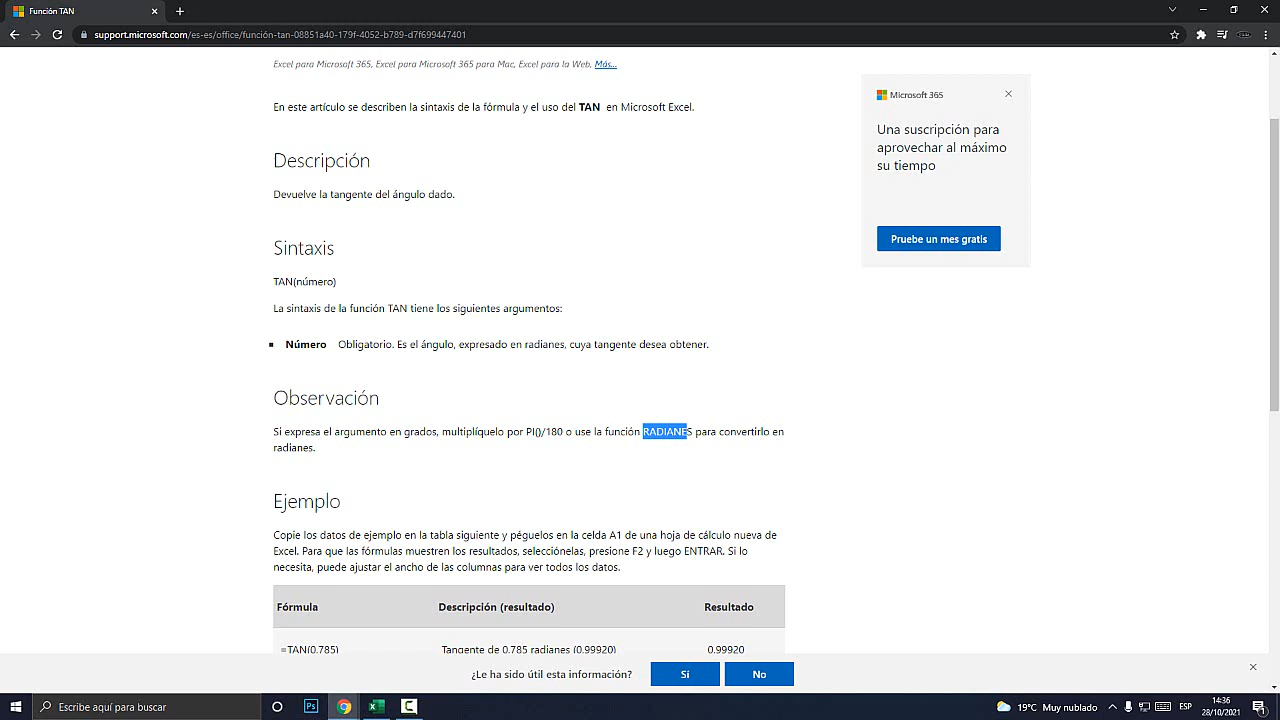 Función TAN
support.microsoft.com/es-es/office/función-tan-08851a40-179f-4052-b789-d7f699447401
Excel para Microsoft 365, Excel para Microsoft 365 para Mac, Excel para la Web, Más...
En este artículo se describen la sintaxis de la fórmula y el uso del TAN en Microsoft Excel.
Descripción
Devuelve la tangente del ángulo dado.
Sintaxis
TAN(número)
La sintaxis de la función TAN tiene los siguientes argumentos:
Número Obligatorio. Es el ángulo, expresado en radianes, cuya tangente desea obtener.
Observación
Si expresa el argumento en grados, multiplíquelo por PI()/180 o use la función RADIANES para convertirlo en
radianes.
Ejemplo
Copie los datos de ejemplo en la tabla siguiente y péguelos en la celda A1 de una hoja de cálculo nueva de
Excel. Para que las fórmulas muestren los resultados, selecciónelas, presione F2 y luego ENTRAR. Si lo
necesita, puede ajustar el ancho de las columnas para ver todos los datos.
Fórmula Descripción (resultado) Resultado
=TAN(0,785) Tangente de 0,785 radianes (0,99920) 0,99920
Microsoft 365
Una suscripción para
aprovechar al máximo
su tiempo
Pruebe un mes gratis
¿Le ha sido útil esta información? Sí No
Escribe aquí para buscar
Ps
19°C Muy nublado
ESP
14:36
28/10/2021